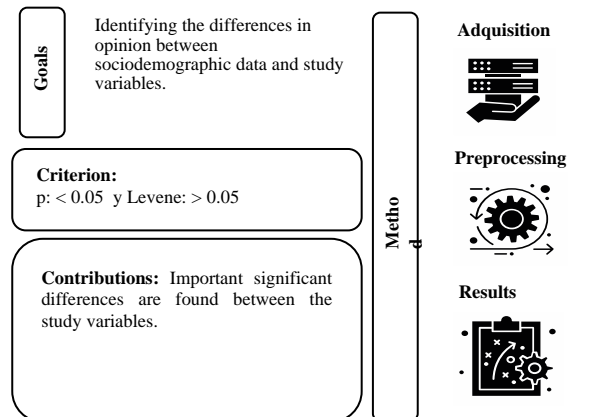 Goals
Identifying the differences in
opinion between
sociodemographic data and study
variables.
Criterion:
p: < 0.05 y Levene: > 0.05
Contributions: Important significant
differences are found between the
study variables.
Metho
d
Adquisition
Preprocessing
Results